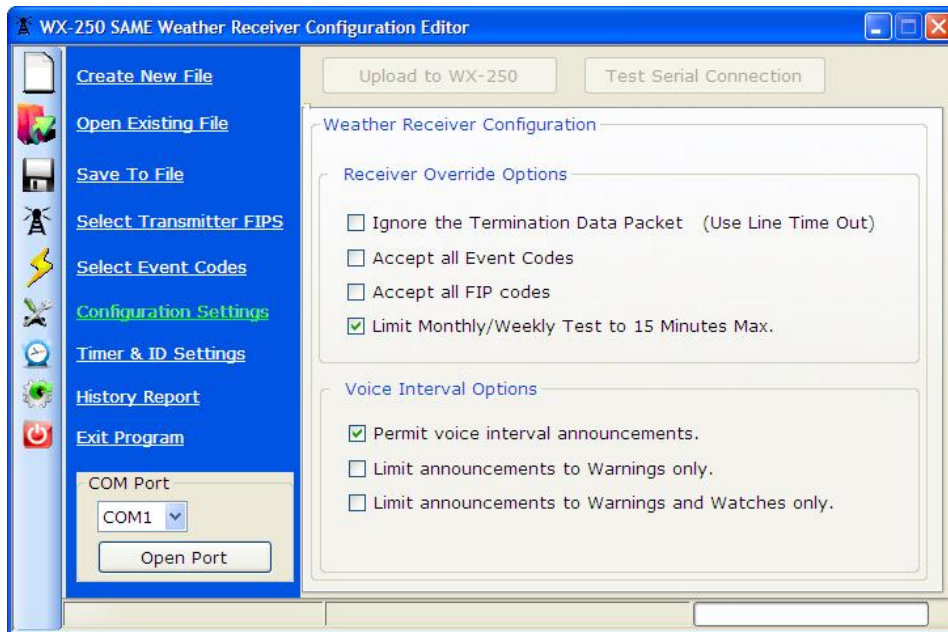 WX-250 SAME Weather Receiver Configuration Editor
Create New File
Open Existing File
Save To File
Select Transmitter FIPS
Select Event Codes
Configuration Settings
Timer & ID Settings
History Report
Exit Program
COM Port
COM1
Open Port
Upload to WX-250
Test Serial Connection
Weather Receiver Configuration
Receiver Override Options
Ignore the Termination Data Packet (Use Line Time Out)
Accept all Event Codes
Accept all FIP codes
Limit Monthly/Weekly Test to 15 Minutes Max.
Voice Interval Options
Permit voice interval announcements.
Limit announcements to Warnings only.
Limit announcements to Warnings and Watches only.